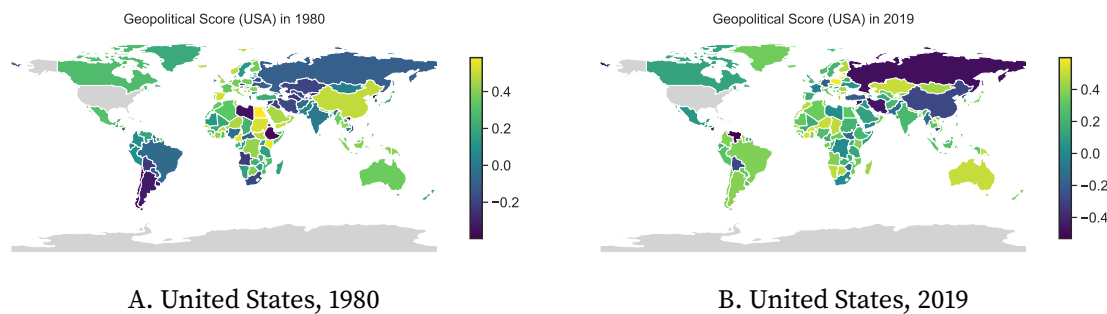 Geopolitical Score (USA) in 1980
0.4
0.2
0.0
−0.2
A. United States, 1980
Geopolitical Score (USA) in 2019
0.4
0.2
0.0
−0.2
−0.4
B. United States, 2019